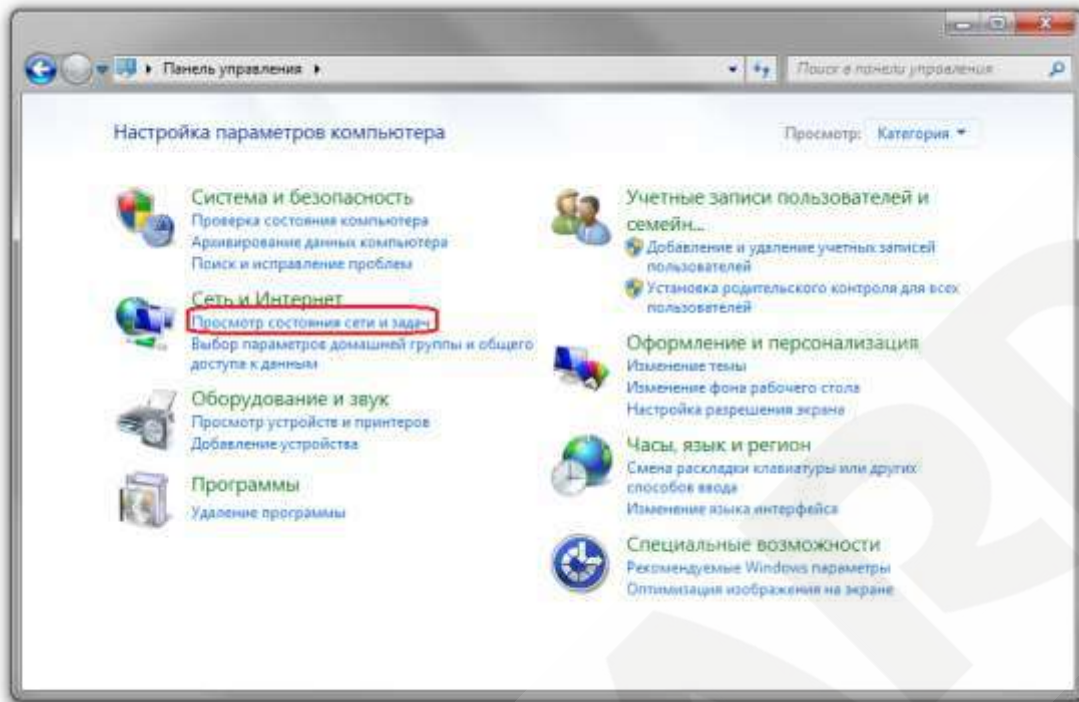 Панель управления
Поиск в панели управления
Настройка параметров компьютера
Просмотр: Категория
Система и безопасность
Проверка состояния компьютера
Архивирование данных компьютера
Поиск и исправление проблем
Сеть и Интернет
Просмотр состояния сети и задач
Выбор параметров домашней группы и общего
доступа к данным
Оборудование и звук
Просмотр устройств и принтеров
Добавление устройства
Программы
Удаление программы
Учетные записи пользователей и
семейн...
Добавление и удаление учетных записей
пользователей
Установка родительского контроля для всех
пользователей
Оформление и персонализация
Изменение темы
Изменение фона рабочего стола
Настройка разрешения экрана
Часы, язык и регион
Смена раскладки клавиатуры или других
способов ввода
Изменение языка интерфейса
Специальные возможности
Рекомендуемые Windows параметры
Оптимизация изображения на экране